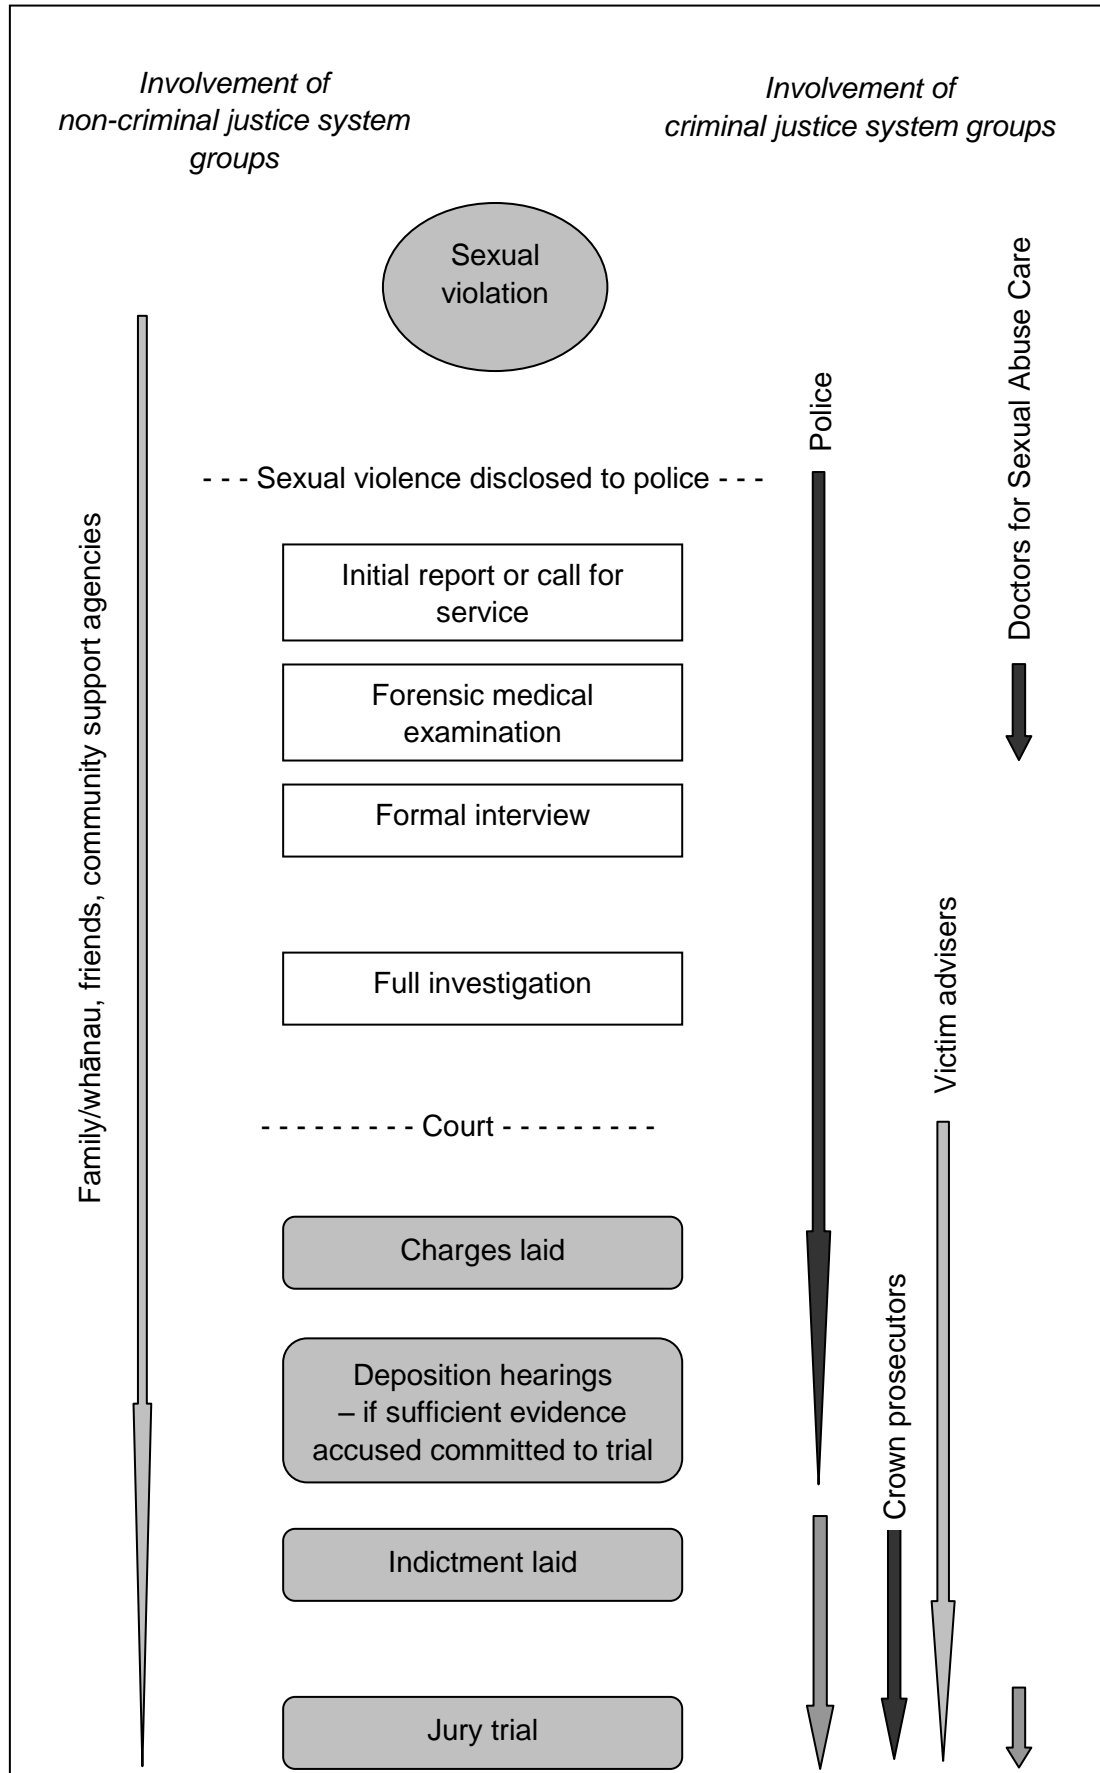 Involvement of
non-criminal justice system
groups
Involvement of
criminal justice system groups
Sexual
violation
Doctors for Sexual Abuse Care
Police
- - - Sexual violence disclosed to police - - -
Family/whānau, friends, community support agencies
Initial report or call for
service
Forensic medical
examination
Formal interview
Full investigation
Victim advisers
- - - - - - - - - Court - - - - - - - - -
Charges laid
Crown prosecutors
Deposition hearings
– if sufficient evidence
accused committed to trial
Indictment laid
Jury trial